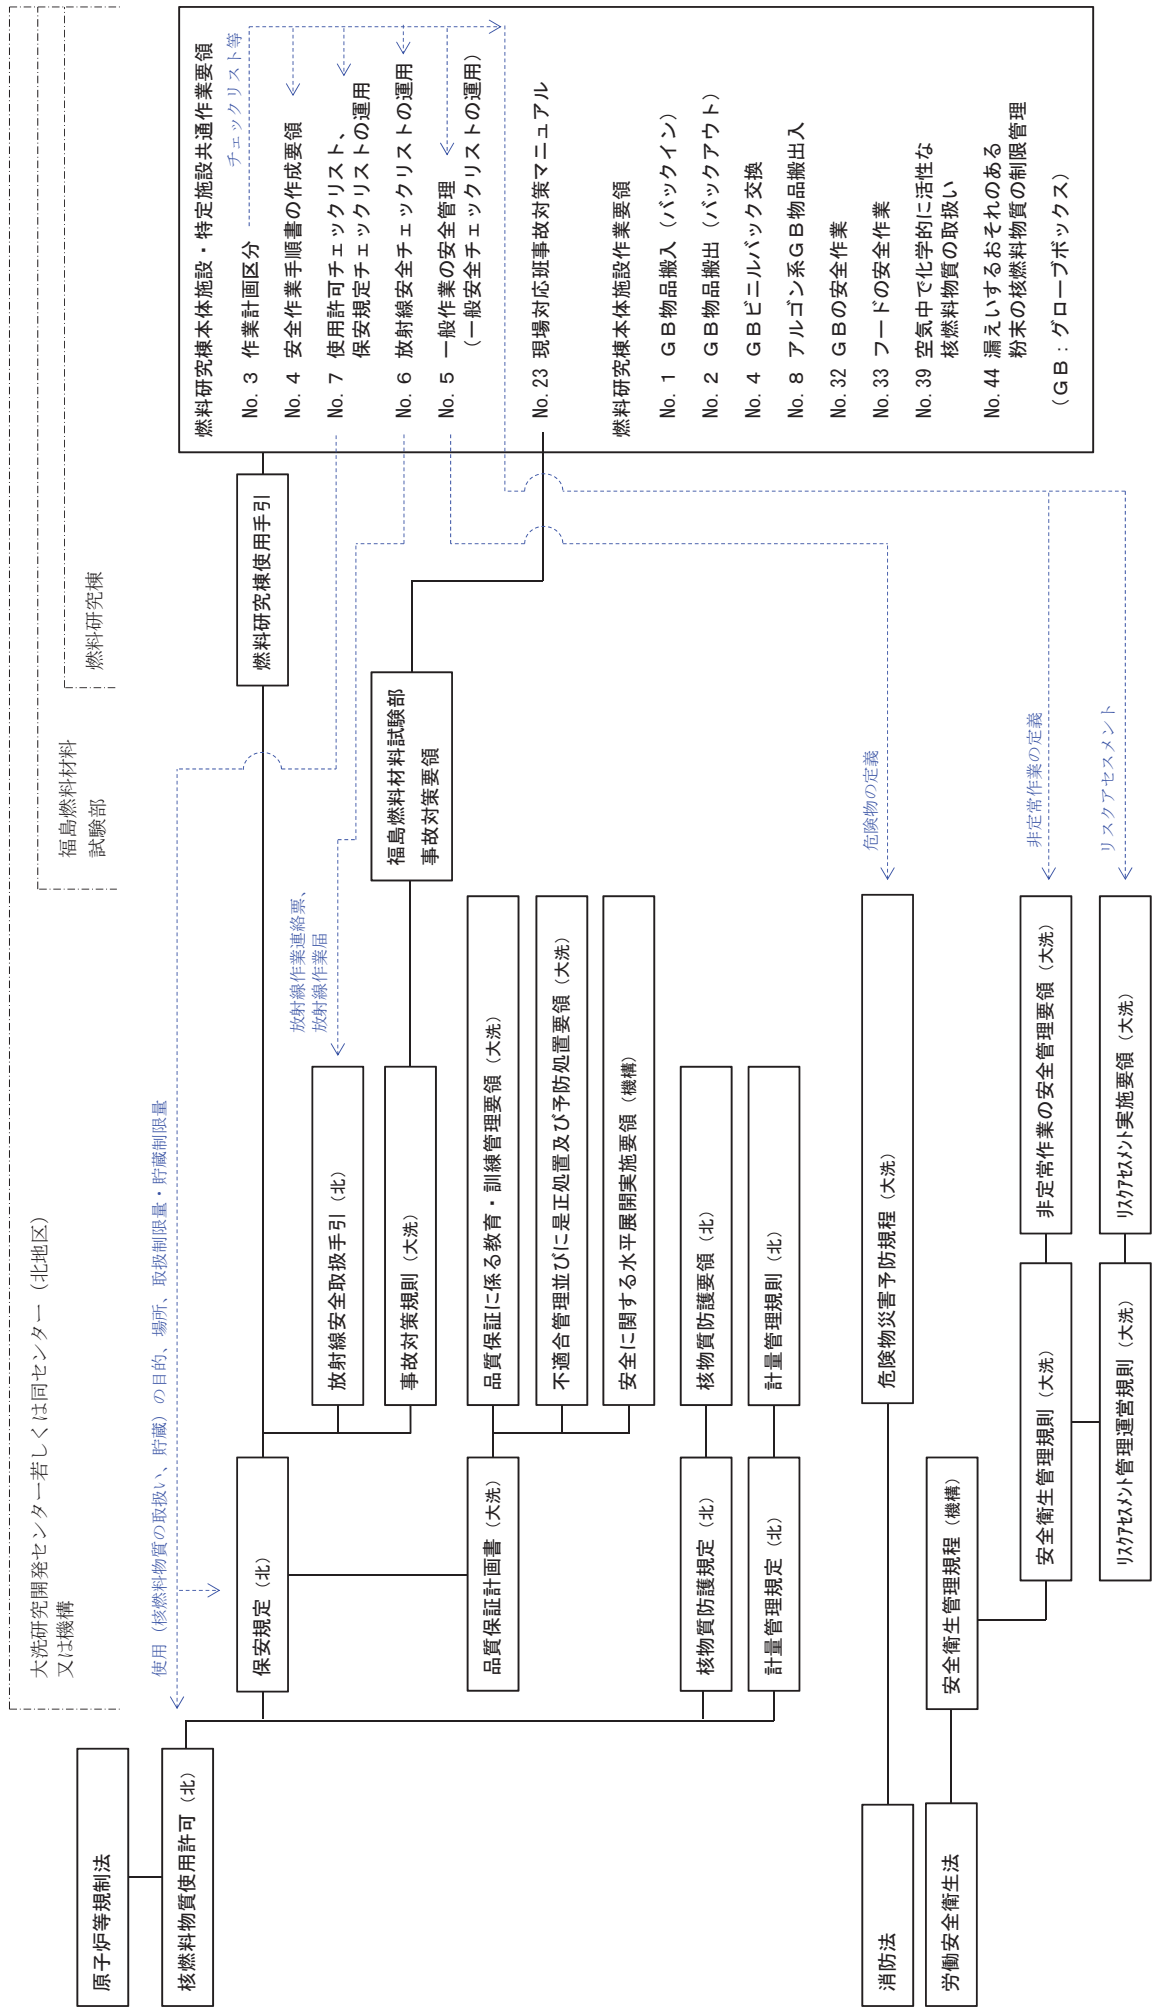 大洗研究開発センター若しくは同センター（北地区）
又は機構
福島燃料材料
試験部
燃料研究棟
原子炉等規制法
核燃料物質使用許可（北）
使用（核燃料物質の取扱い、貯蔵）の目的、場所、取扱制限量・貯蔵制限量
保安規定（北）
燃料研究棟使用手引
放射線安全取扱手引（北）
放射線作業連絡票、
放射線作業届
事故対策規則（大洗）
福島燃料材料試験部
事故対策要領
品質保証計画書（大洗）
品質保証に係る教育・訓練管理要領（大洗）
不適合管理並びに是正処置及び予防処置要領（大洗）
安全に関する水平展開実施要領（機構）
核物質防護規定（北）
核物質防護要領（北）
計量管理規定（北）
計量管理規則（北）
消防法
危険物災害予防規程（大洗）
危険物の定義
労働安全衛生法
安全衛生管理規程（機構）
安全衛生管理規則（大洗）
非定常作業の安全管理要領（大洗）
非定常作業の定義
ﾘｽｸｱｾｽﾒﾝﾄ管理運営規則（大洗）
ﾘｽｸｱｾｽﾒﾝﾄ実施要領（大洗）
リスクアセスメント
燃料研究棟本体施設・特定施設共通作業要領
チェックリスト等
No. 3 作業計画区分
No. 4 安全作業手順書の作成要領
No. 7 使用許可チェックリスト、
保安規定チェックリストの運用
No. 6 放射線安全チェックリストの運用
No. 5 一般作業の安全管理
（一般安全チェックリストの運用）
No.23 現場対応班事故対策マニュアル
燃料研究棟本体施設作業要領
No. 1 ＧＢ物品搬入（バックイン）
No. 2 ＧＢ物品搬出（バックアウト）
No. 4 ＧＢビニルバック交換
No. 8 アルゴン系ＧＢ物品搬出入
No.32 ＧＢの安全作業
No.33 フードの安全作業
No.39 空気中で化学的に活性な
核燃料物質の取扱い
No.44 漏えいするおそれのある
粉末の核燃料物質の制限管理
（ＧＢ：グローブボックス）